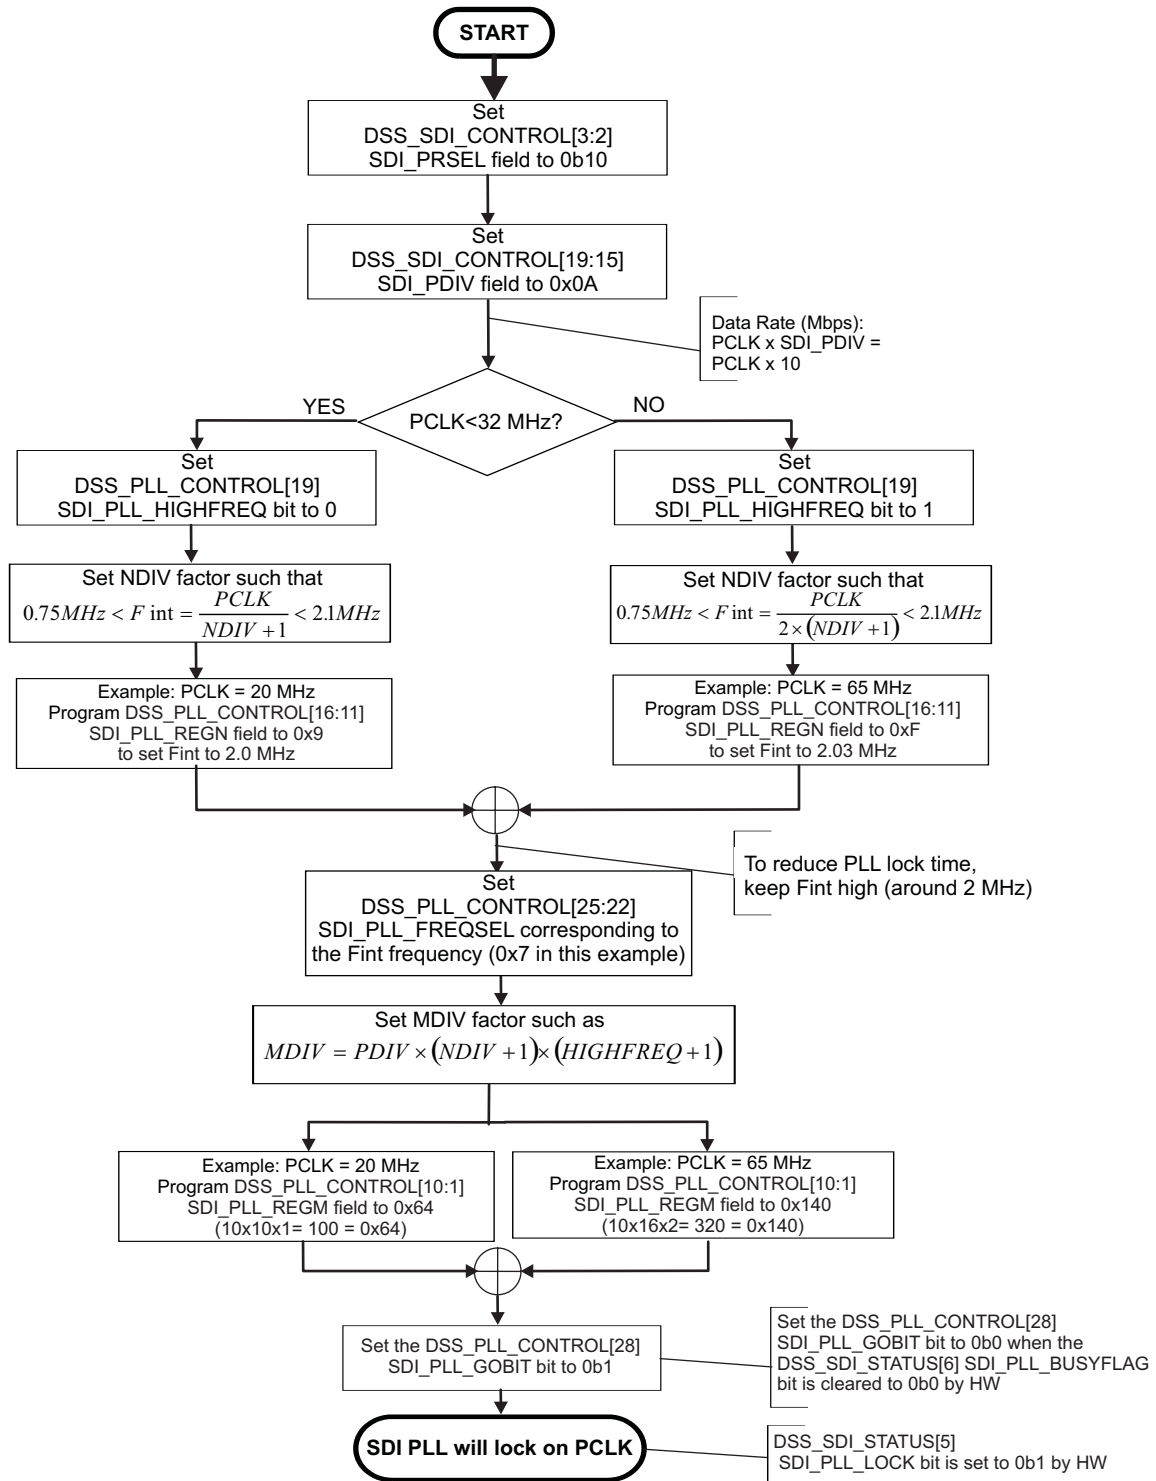 START
Set
DSS_SDI_CONTROL[3:2]
SDI_PRSEL field to 0b10
Set
DSS_SDI_CONTROL[19:15]
SDI_PDIV field to 0x0A
Data Rate (Mbps):
PCLK x SDI_PDIV =
PCLK x 10
YES
PCLK<32 MHz?
NO
Set
DSS_PLL_CONTROL[19]
SDI_PLL_HIGHFREQ bit to 0
Set
DSS_PLL_CONTROL[19]
SDI_PLL_HIGHFREQ bit to 1
Set NDIV factor such that
0.75MHz < F int = PCLK / NDIV +1 < 2.1MHz
Set NDIV factor such that
0.75MHz < F int = PCLK / 2 × (NDIV +1) < 2.1MHz
Example: PCLK = 20 MHz
Program DSS_PLL_CONTROL[16:11]
SDI_PLL_REGN field to 0x9
to set Fint to 2.0 MHz
Example: PCLK = 65 MHz
Program DSS_PLL_CONTROL[16:11]
SDI_PLL_REGN field to 0xF
to set Fint to 2.03 MHz
To reduce PLL lock time,
keep Fint high (around 2 MHz)
Set
DSS_PLL_CONTROL[25:22]
SDI_PLL_FREQSEL corresponding to
the Fint frequency (0x7 in this example)
Set MDIV factor such as
MDIV = PDIV × (NDIV +1)× (HIGHFREQ +1)
Example: PCLK = 20 MHz
Program DSS_PLL_CONTROL[10:1]
SDI_PLL_REGM field to 0x64
(10x10x1= 100 = 0x64)
Example: PCLK = 65 MHz
Program DSS_PLL_CONTROL[10:1]
SDI_PLL_REGM field to 0x140
(10x16x2= 320 = 0x140)
Set the DSS_PLL_CONTROL[28]
SDI_PLL_GOBIT bit to 0b1
Set the DSS_PLL_CONTROL[28]
SDI_PLL_GOBIT bit to 0b0 when the
DSS_SDI_STATUS[6] SDI_PLL_BUSYFLAG
bit is cleared to 0b0 by HW
SDI PLL will lock on PCLK
DSS_SDI_STATUS[5]
SDI_PLL_LOCK bit is set to 0b1 by HW